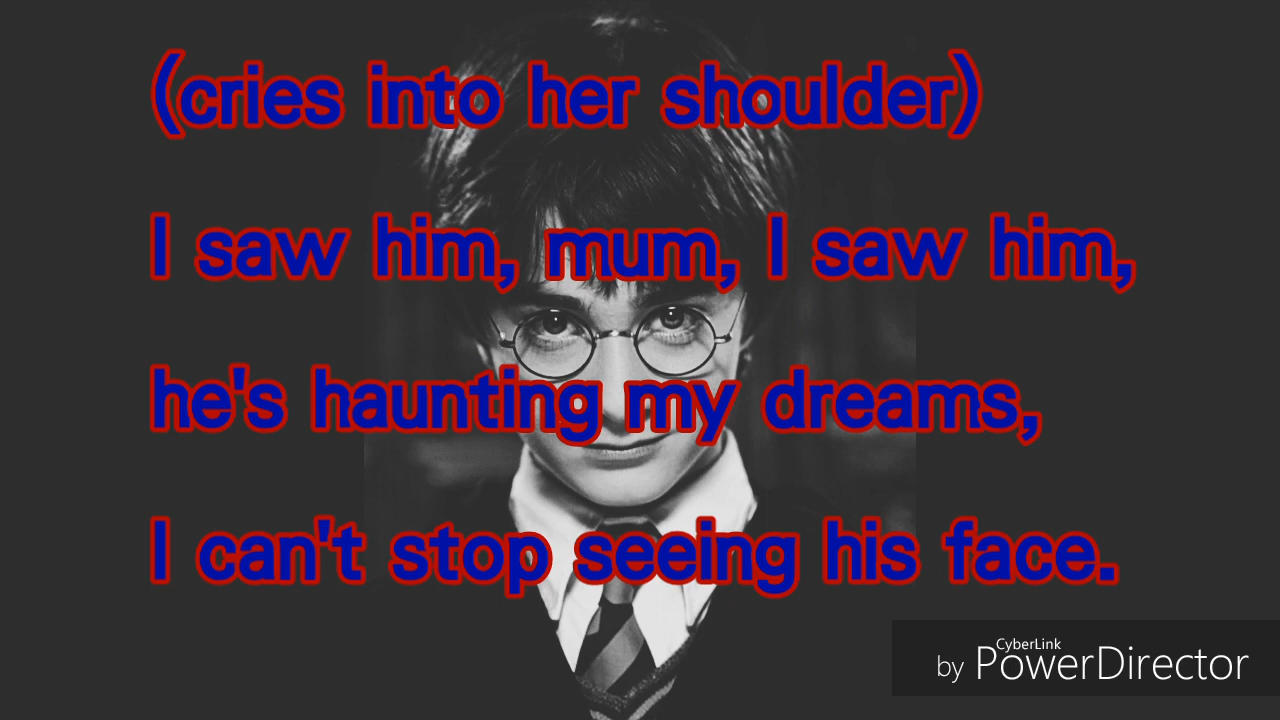 (cries into her shoulder)
I saw him, mum, I saw him,
he's haunting my dreams,
I can't stop seeing his face.
CyberLink
by PowerDirector